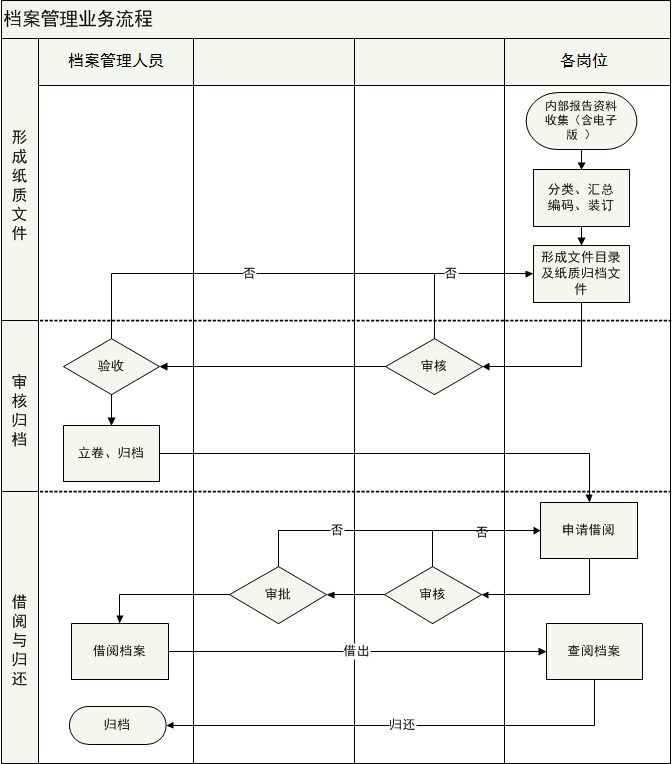 档案管理业务流程
档案管理人员
各岗位
形成纸质文件
内部报告资料
收集（含电子
版 ）
分类、汇总
编码、装订
形成文件目录
及纸质归档文
件
否
否
审核归档
验收
审核
立卷、归档
借阅与归还
申请借阅
否
否
审批
审核
借阅档案
借出
查阅档案
归档
归还